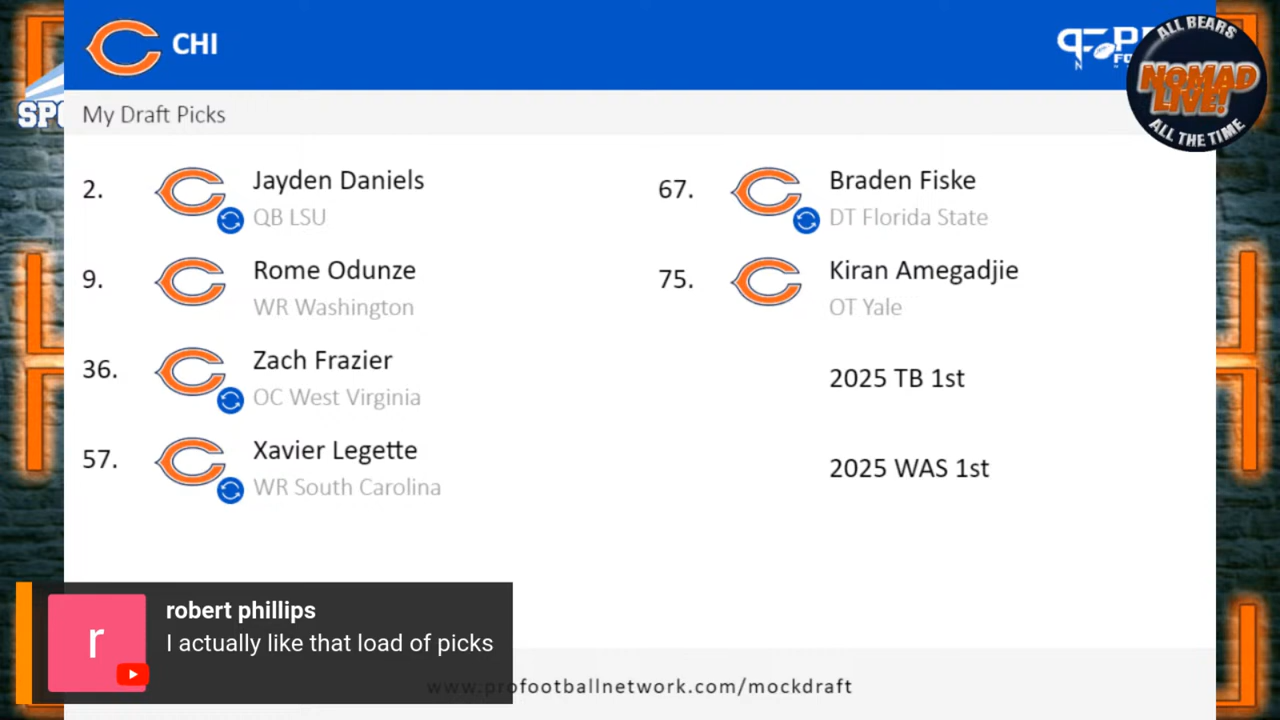 CHI
ALL BEARS
NOMAD
LIVE!
ALL THE TIME
My Draft Picks
2.
Jayden Daniels
QB LSU
9.
Rome Odunze
WR Washington
36.
Zach Frazier
OC West Virginia
57.
Xavier Legette
WR South Carolina
67.
Braden Fiske
DT Florida State
75.
Kiran Amegadjie
OT Yale
2025 TB 1st
2025 WAS 1st
r
robert phillips
I actually like that load of picks
www.profootballnetwork.com/mockdraft